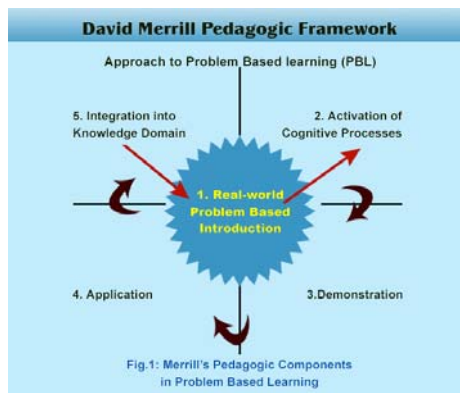 David Merrill Pedagogic Framework
Approach to Problem Based learning (PBL)
5. Integration into
Knowledge Domain
2. Activation of
Cognitive Processes
1. Real-world
Problem Based
Introduction
4. Application
3.Demonstration
Fig.1: Merrill's Pedagogic Components
in Problem Based Learning